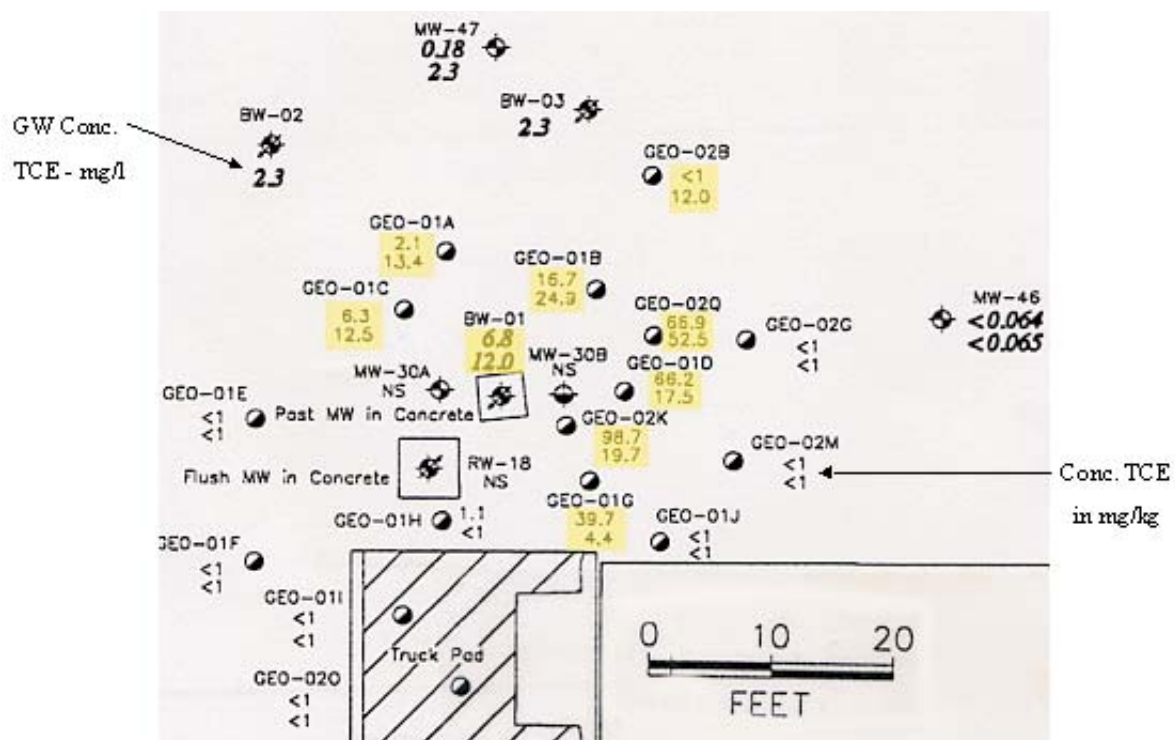 MW-47
0.18
2.3
BW-03
2.3
BW-02
2.3
GW Conc.
TCE - mg/l
GEO-02B
<1
12.0
GEO-01A
2.1
13.4
GEO-01B
16.7
24.9
GEO-01C
6.3
12.5
GEO-02Q
66.9
52.5
GEO-02G
<1
<1
MW-46
<0.064
<0.065
BW-01
6.8
12.0
MW-30B
NS
MW-30A
NS
GEO-01D
66.2
17.5
GEO-01E
<1
<1
Post MW in Concrete
GEO-02K
98.7
19.7
GEO-02M
<1
<1
Conc. TCE
in mg/kg
Flush MW in Concrete
RW-18
NS
GEO-01G
39.7
4.4
GEO-01H
1.1
<1
GEO-01J
<1
<1
GEO-01F
<1
<1
GEO-01I
<1
<1
Truck Pad
GEO-02O
<1
<1
0 10 20
FEET